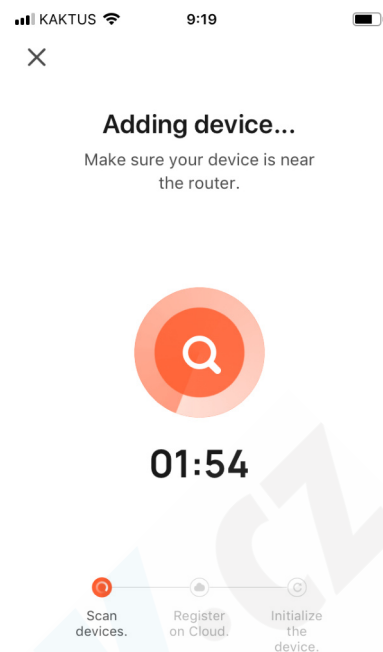 KAKTUS 9:19
Adding device...
Make sure your device is near
the router.
01:54
Scan Register Initialize
devices. on Cloud. the
device.
.CZ